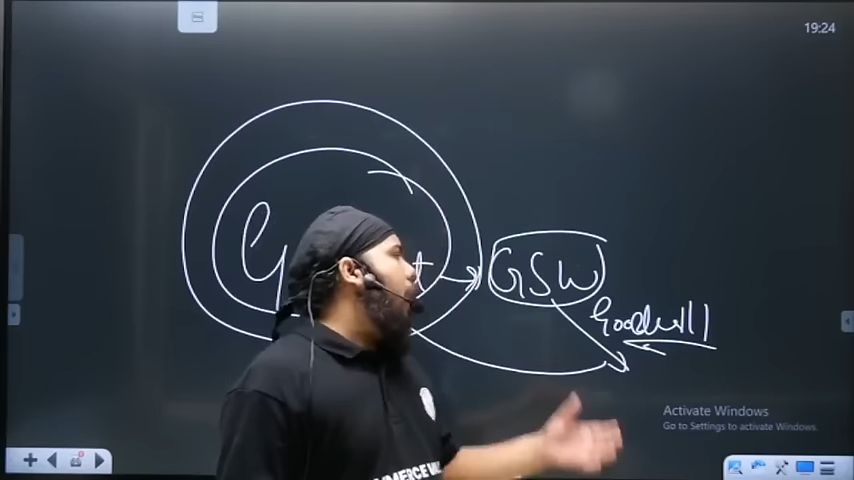 19:24
GSW
Goodwill
Activate Windows
Go to Settings to activate Windows.